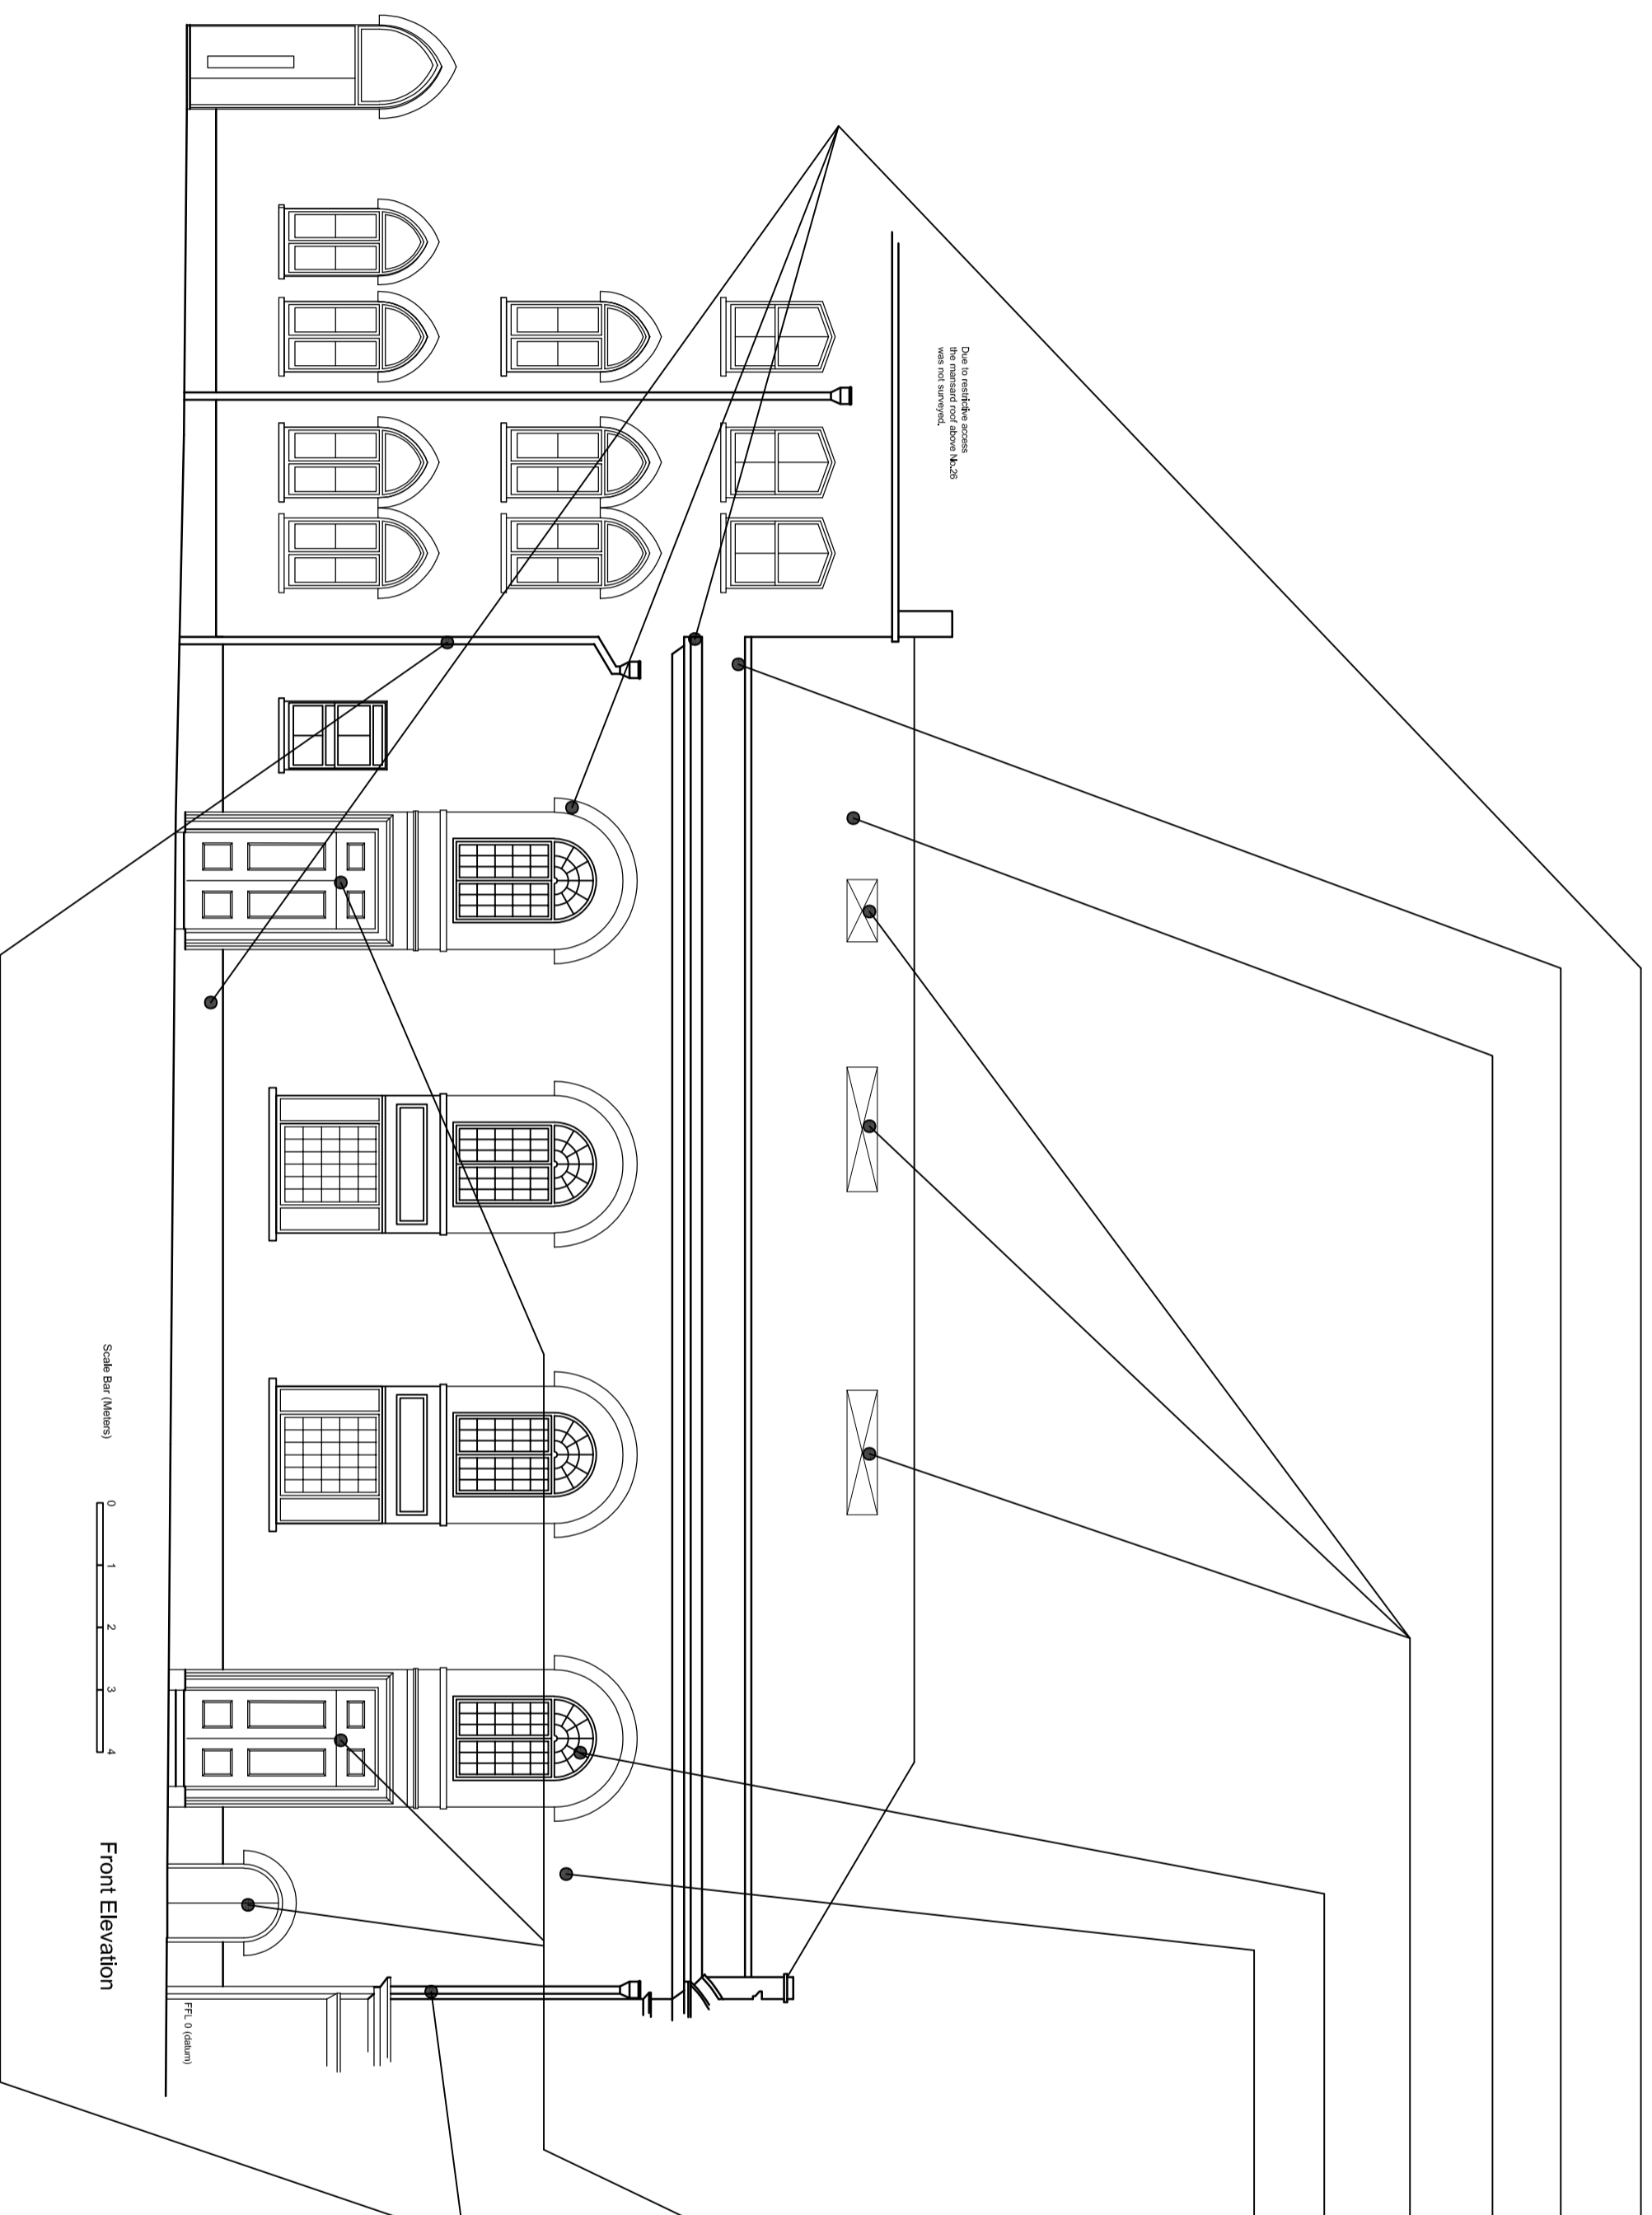 Due to restrictive access
the mansard roof above No.26
was not surveyed.
FFL 0 (datum)
Scale Bar (Meters)
0 1 2 3 4
Front Elevation